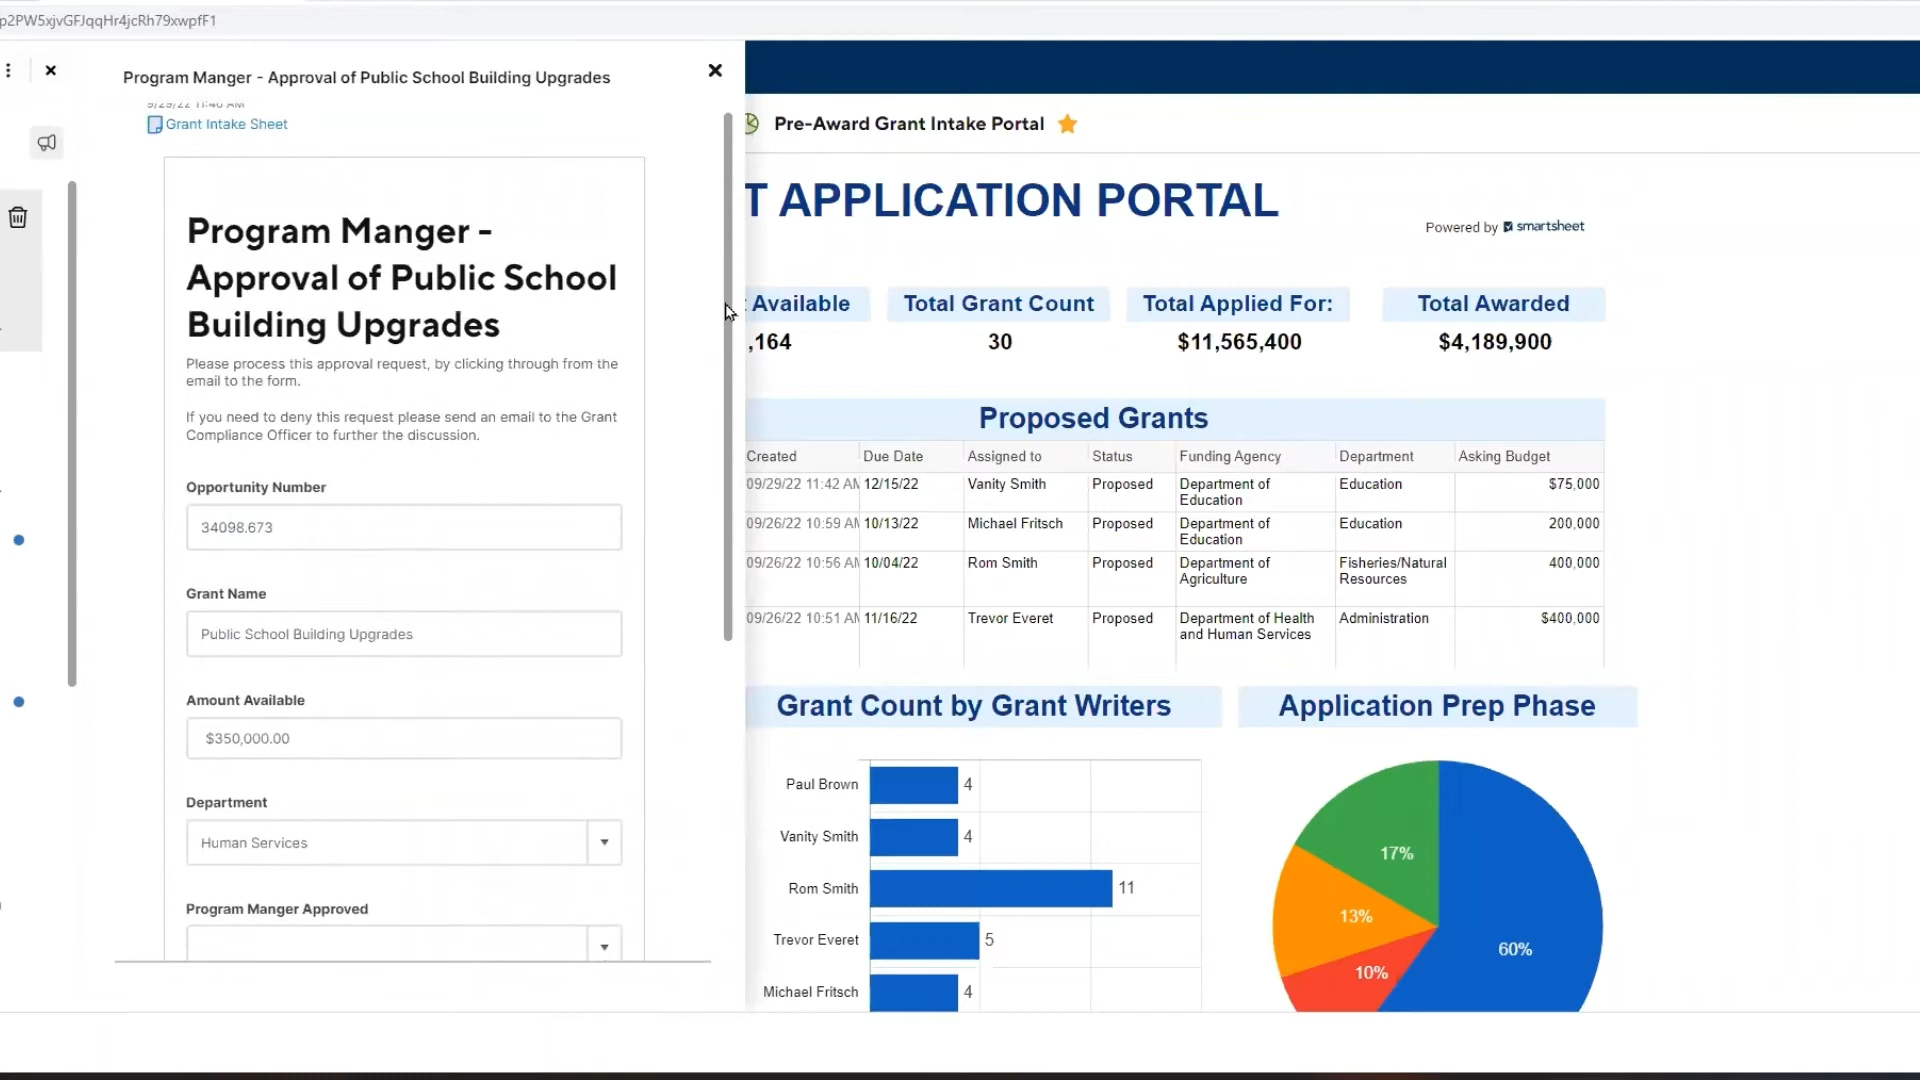 p2PW5xjvGFJqqHr4jcRh79xwpfF1
Program Manger - Approval of Public School Building Upgrades
9/29/22 11:46 AM
Grant Intake Sheet
Program Manger -
Approval of Public School
Building Upgrades
Please process this approval request, by clicking through from the
email to the form.
If you need to deny this request please send an email to the Grant
Compliance Officer to further the discussion.
Opportunity Number
34098.673
Grant Name
Public School Building Upgrades
Amount Available
$350,000.00
Department
Human Services
Program Manger Approved
Pre-Award Grant Intake Portal
T APPLICATION PORTAL
Powered by smartsheet
Available
,164
Total Grant Count
30
Total Applied For:
$11,565,400
Total Awarded
$4,189,900
Proposed Grants
Created Due Date Assigned to Status Funding Agency Department Asking Budget
09/29/22 11:42 AM 12/15/22 Vanity Smith Proposed Department of Education Education $75,000
09/26/22 10:59 AM 10/13/22 Michael Fritsch Proposed Department of Education Education 200,000
09/26/22 10:56 AM 10/04/22 Rom Smith Proposed Department of Agriculture Fisheries/Natural Resources 400,000
09/26/22 10:51 AM 11/16/22 Trevor Everet Proposed Department of Health and Human Services Administration $400,000
Grant Count by Grant Writers
Paul Brown 4
Vanity Smith 4
Rom Smith 11
Trevor Everet 5
Michael Fritsch 4
Application Prep Phase
17%
13%
10%
60%